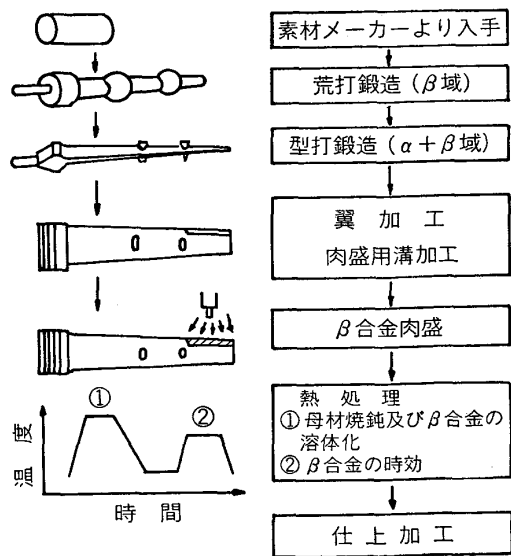 素材メーカーより入手
荒打鍛造(β域)
型打鍛造(α+β域)
翼加工
肉盛用溝加工
β合金肉盛
熱処理
①母材焼鈍及びβ合金の
溶体化
②β合金の時効
仕上加工
①
②
温度
時間